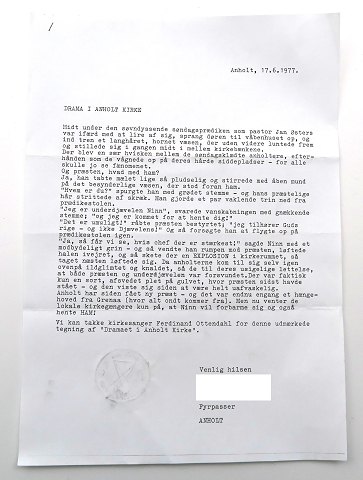 Anholt, 17.6.1977.
DRAMA I ANHOLT KIRKE
Midt under den søvndyssende søndagsprædiken som pastor Jan Østers
var ifærd med at lire af sig, sprang døren til våbenhuset op, og
ind tren et langhåret, hornet væsen, der uden videre luntede frem
og stillede sig i gangen midt i mellem kirkebænkene.
Der blev en sær hvisken mellem de søndagsklædte anholtere, efter-
hånden som de vågnede op på deres hårde siddepladser - for alle
skulle jo se fænomenet.
Og præsten, hvad med ham?
Ja, han tabte mælet lige så pludselig og stirrede med åben mund
på det besynderlige væsen, der stod foran ham.
"Hvem er du?" spurgte han med grødet stemme - og hans præstelige
hår strittede af skræk. Han gjorde et par vaklende trin ned fra
prædikestolen.
"Jeg er underdjævelen Ninn", svarede vanskabningen med gnækkende
stemme; "og jeg er kommet for at hente dig!"
"Det er umuligt!" råbte præsten bestyrtet, "jeg tilhører Guds
rige - og ikke Djævelens!" Og så forsøgte han at flygte op på
prædikestolen igen.
"Ja, så får vi se, hvis chef der er stærkest!" sagde Ninn med et
modbydeligt grin - og så vendte han rumpen mod præsten, løftede
halen ivejret, og så skete der en EXPLOSION i kirkerummet, så
taget næsten løftede sig. Da anholterne kom til sig selv igen
ovenpå ildglimtet og knaldet, så de til deres usigelige lettelse,
at både præsten og underdjævelen var forsvundet. Der var faktisk
kun en sort, afsvedet plet på gulvet, hvor præsten sidst havde
stået - og den viste sig siden at være helt uafvaskelig.
Anholt har siden fået ny præst - og det var endnu engang et hænge-
hoved fra Grenaa (hvor alt ondt kommer fra). Men nu venter de
lokale kirkegængere kun på, at Ninn vil forbarme sig og også
hente HAM!
Vi kan takke kirkesanger Ferdinand Ottendahl for denne udmærkede
tegning af "Dramaet i Anholt Kirke".
Venlig hilsen
Fyrpasser
ANHOLT